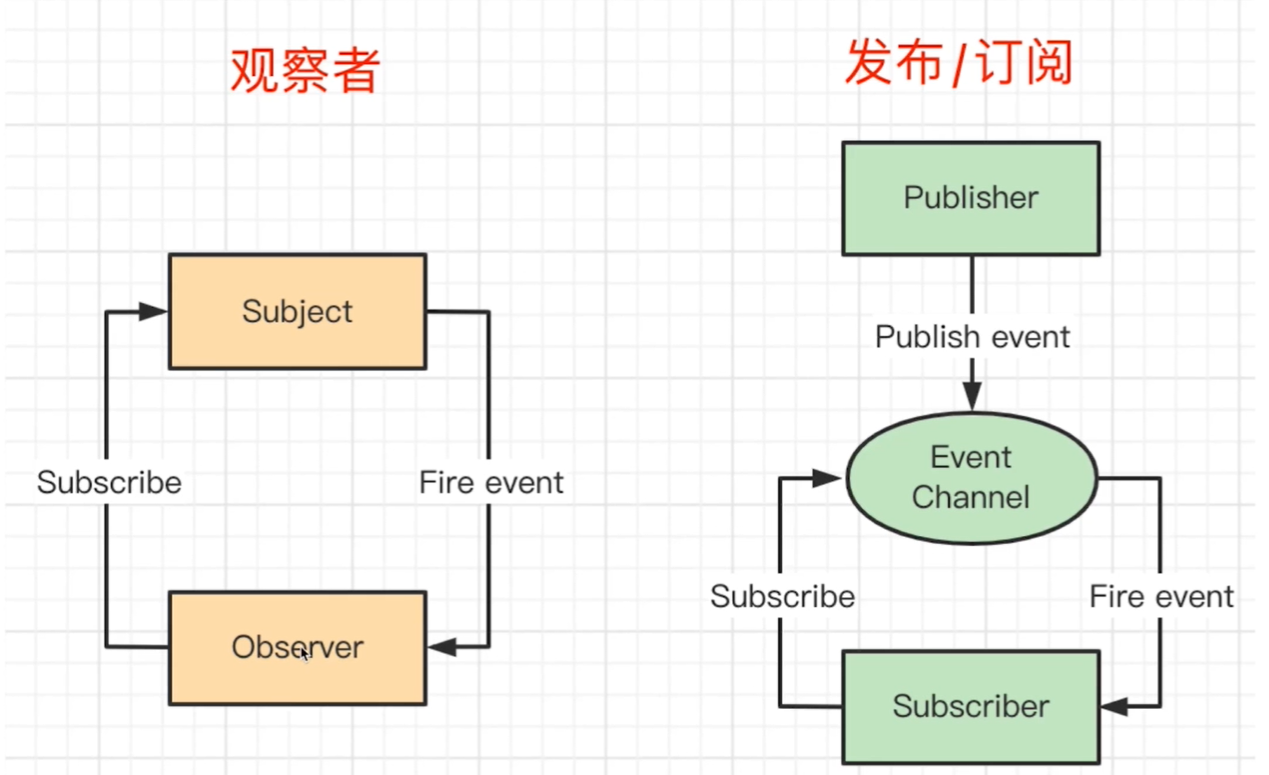 观察者
Subject
Subscribe
Fire event
Observer
发布/订阅
Publisher
Publish event
Event
Channel
Subscribe
Fire event
Subscriber